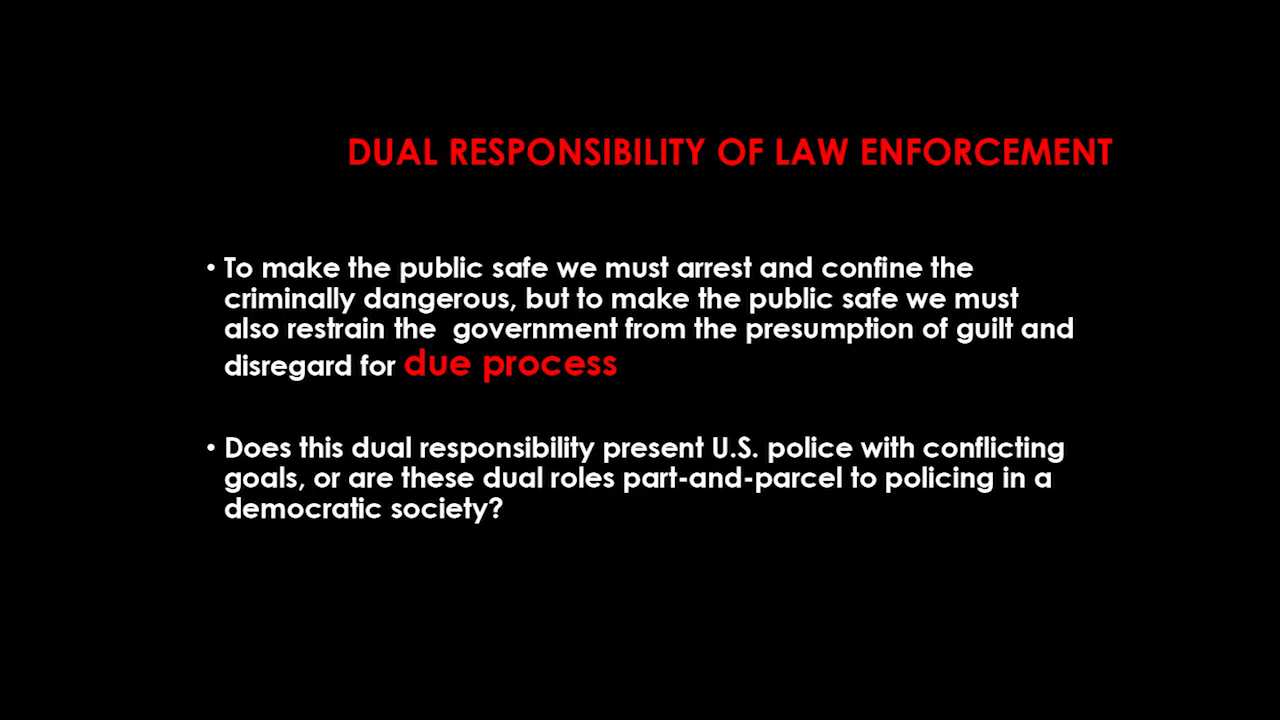 DUAL RESPONSIBILITY OF LAW ENFORCEMENT
• To make the public safe we must arrest and confine the
criminally dangerous, but to make the public safe we must
also restrain the  government from the presumption of guilt and
disregard for due process
• Does this dual responsibility present U.S. police with conflicting
goals, or are these dual roles part-and-parcel to policing in a
democratic society?